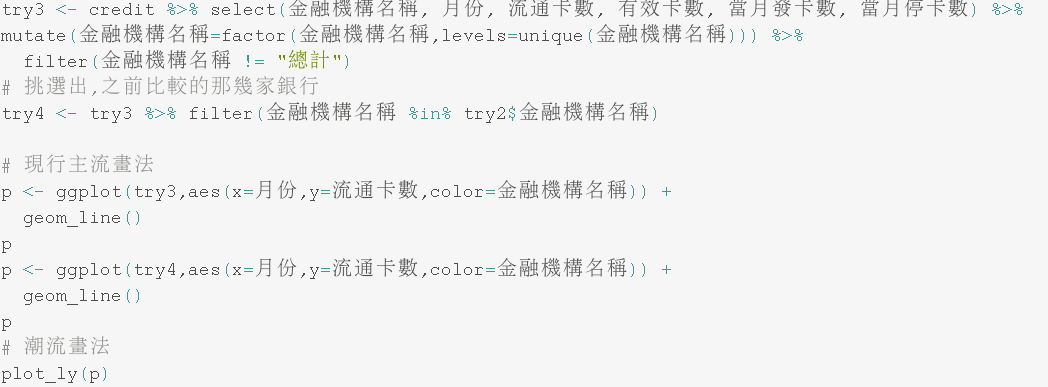 try3 <- credit %>% select(金融機構名稱, 月份, 流通卡數, 有效卡數, 當月發卡數, 當月停卡數) %>%
mutate(金融機構名稱=factor(金融機構名稱,levels=unique(金融機構名稱))) %>%
  filter(金融機構名稱 != "總計")
# 挑選出,之前比較的那幾家銀行
try4 <- try3 %>% filter(金融機構名稱 %in% try2$金融機構名稱)

# 現行主流畫法
p <- ggplot(try3,aes(x=月份,y=流通卡數,color=金融機構名稱)) +
  geom_line()
p
p <- ggplot(try4,aes(x=月份,y=流通卡數,color=金融機構名稱)) +
  geom_line()
p
# 潮流畫法
plot_ly(p)